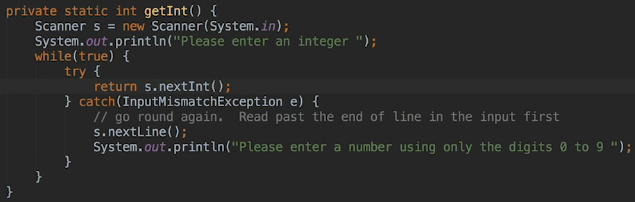 private static int getInt() {
    Scanner s = new Scanner(System.in);
    System.out.println("Please enter an integer ");
    while(true) {
        try {
            return s.nextInt();
        } catch(InputMismatchException e) {
            // go round again.  Read past the end of line in the input first
            s.nextLine();
            System.out.println("Please enter a number using only the digits 0 to 9 ");
        }
    }
}